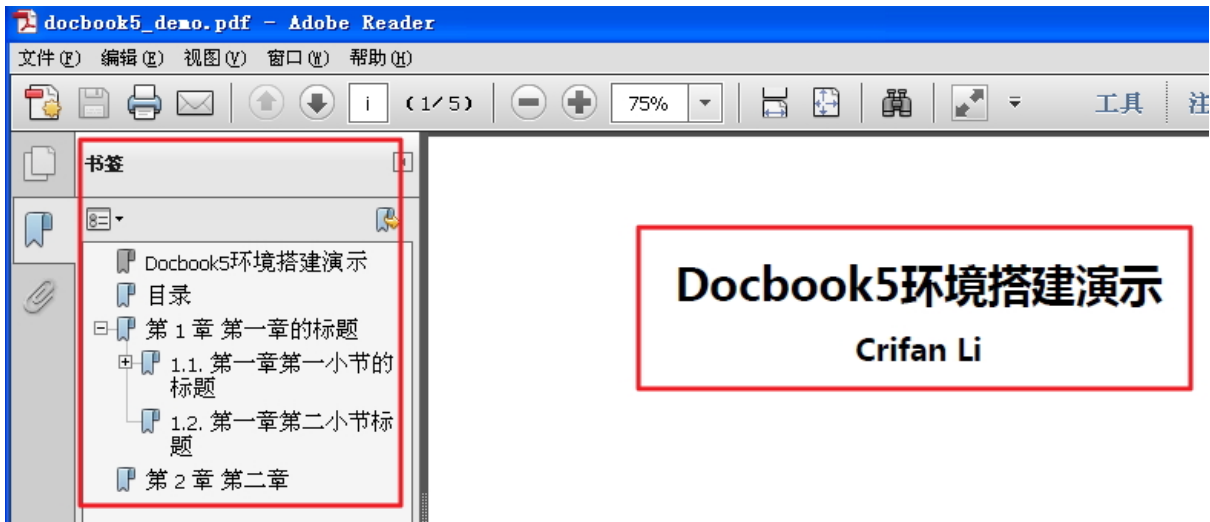 docbook5_demo.pdf - Adobe Reader
文件(F) 编辑(E) 视图(V) 窗口(W) 帮助(H)
i (1/5) 75% 工具 注
书签
Docbook5环境搭建演示
目录
第 1 章 第一章的标题
1.1. 第一章第一小节的
标题
1.2. 第一章第二小节标
题
第 2 章 第二章
Docbook5环境搭建演示
Crifan Li